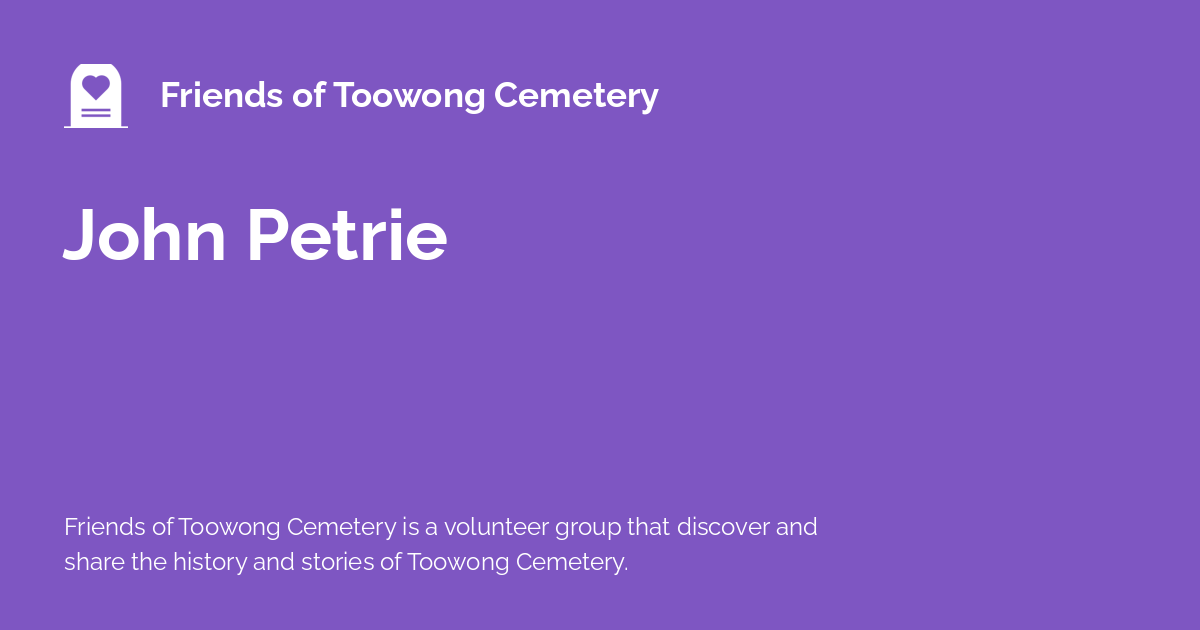 Friends of Toowong Cemetery
John Petrie
Friends of Toowong Cemetery is a volunteer group that discover and
share the history and stories of Toowong Cemetery.